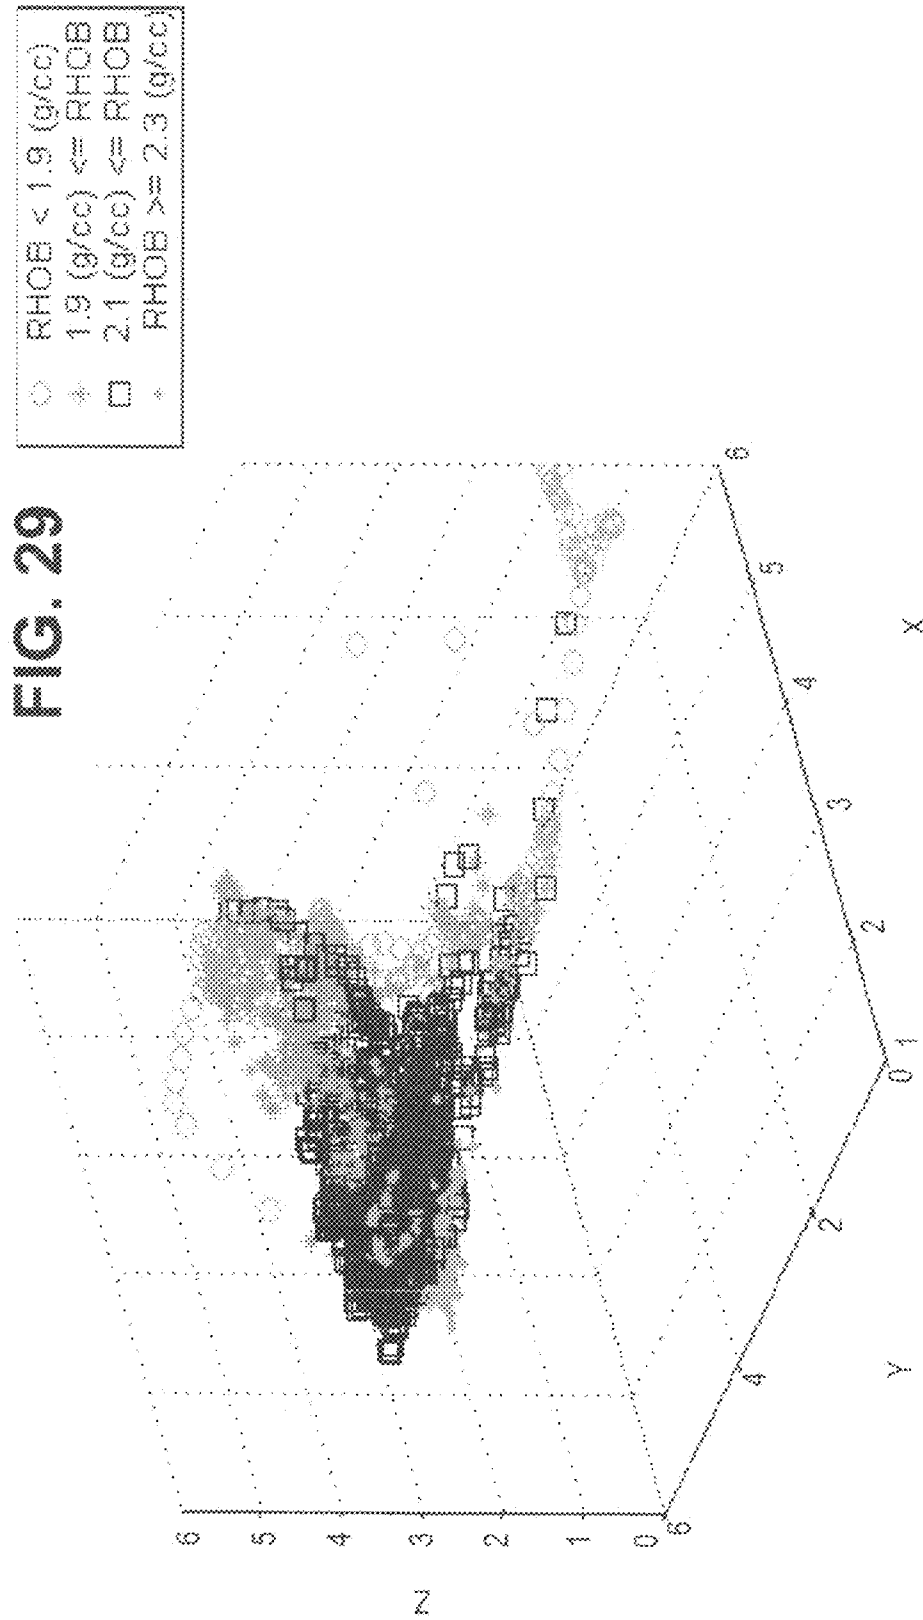 FIG. 29
RHOB < 1.9 (g/cc)
1.9 (g/cc) <= RHOB
2.1 (g/cc) <= RHOB
RHOB >= 2.3 (g/cc)
Z
6
5
4
3
2
1
0
6
4
2
0
Y
1
2
3
4
5
6
X